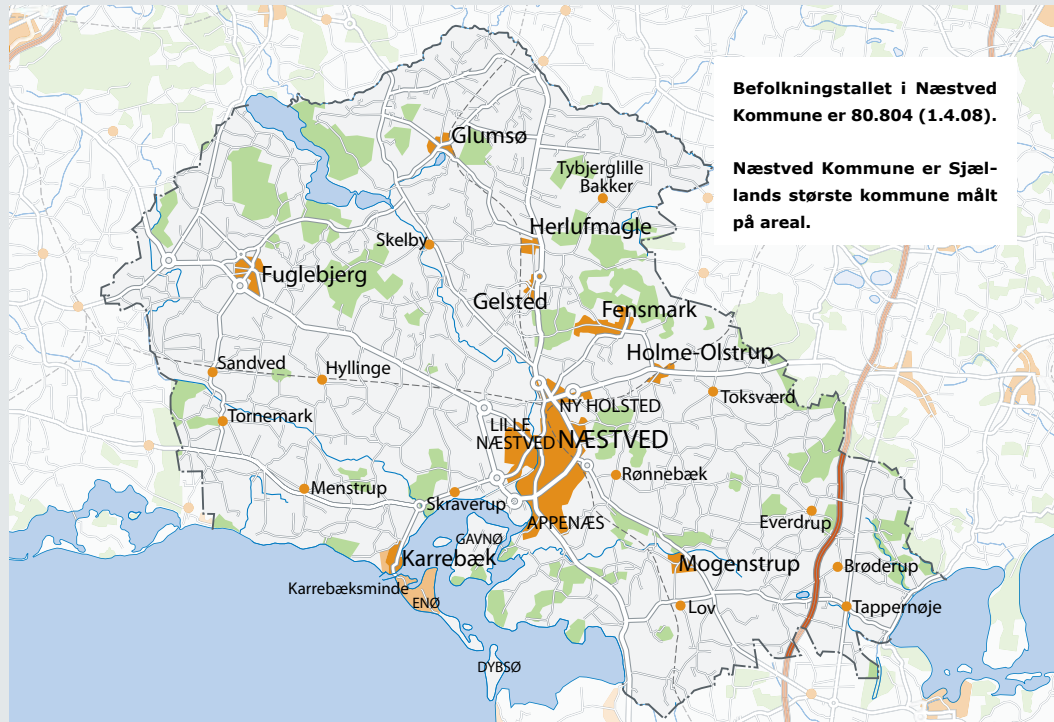 Befolkningstallet i Næstved
Kommune er 80.804 (1.4.08).
Næstved Kommune er Sjæl-
lands største kommune målt
på areal.
Glumsø
Tybjerglille
Bakker
Herlufmagle
Skelby
Fuglebjerg
Gelsted
Fensmark
Holme-Olstrup
Sandved
Hyllinge
Toksværd
NY HOLSTED
Tornemark
LILLE
NÆSTVED
NÆSTVED
Rønnebæk
Menstrup
Skraverup
APPENÆS
Everdrup
GAVNØ
Karrebæk
Mogenstrup
Brøderup
Karrebæksminde
ENØ
Lov
Tappernøje
DYBSØ